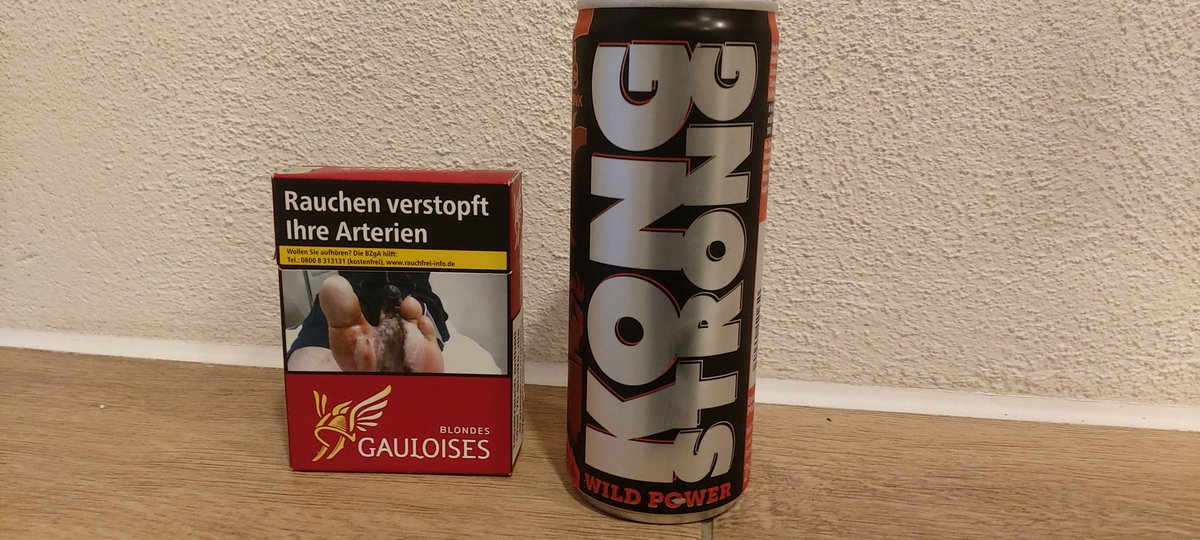 Rauchen verstopft
Ihre Arterien
Wollen Sie aufhören? Die BZgA hilft:
Tel.: 0800 8 313131 (kostenfrei), www.rauchfrei-info.de
BLONDES
GAULOISES
KONG
STRONG
WILD POWER